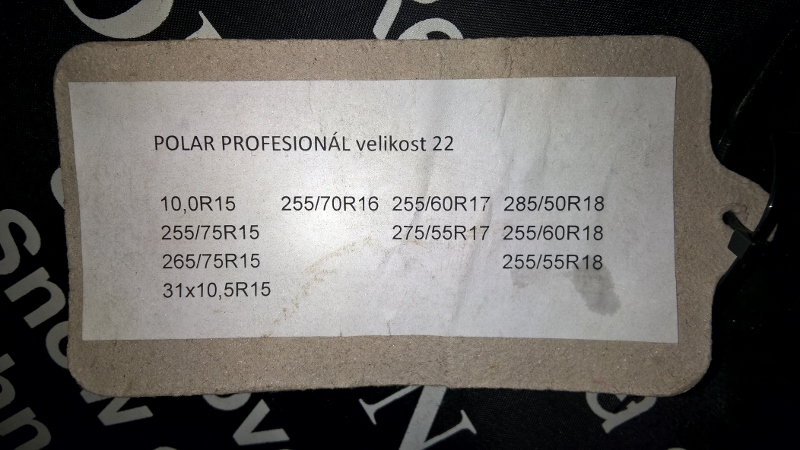 POLAR PROFESIONÁL velikost 22
10,0R15 255/70R16 255/60R17 285/50R18
255/75R15 275/55R17 255/60R18
265/75R15 255/55R18
31x10,5R15
snov